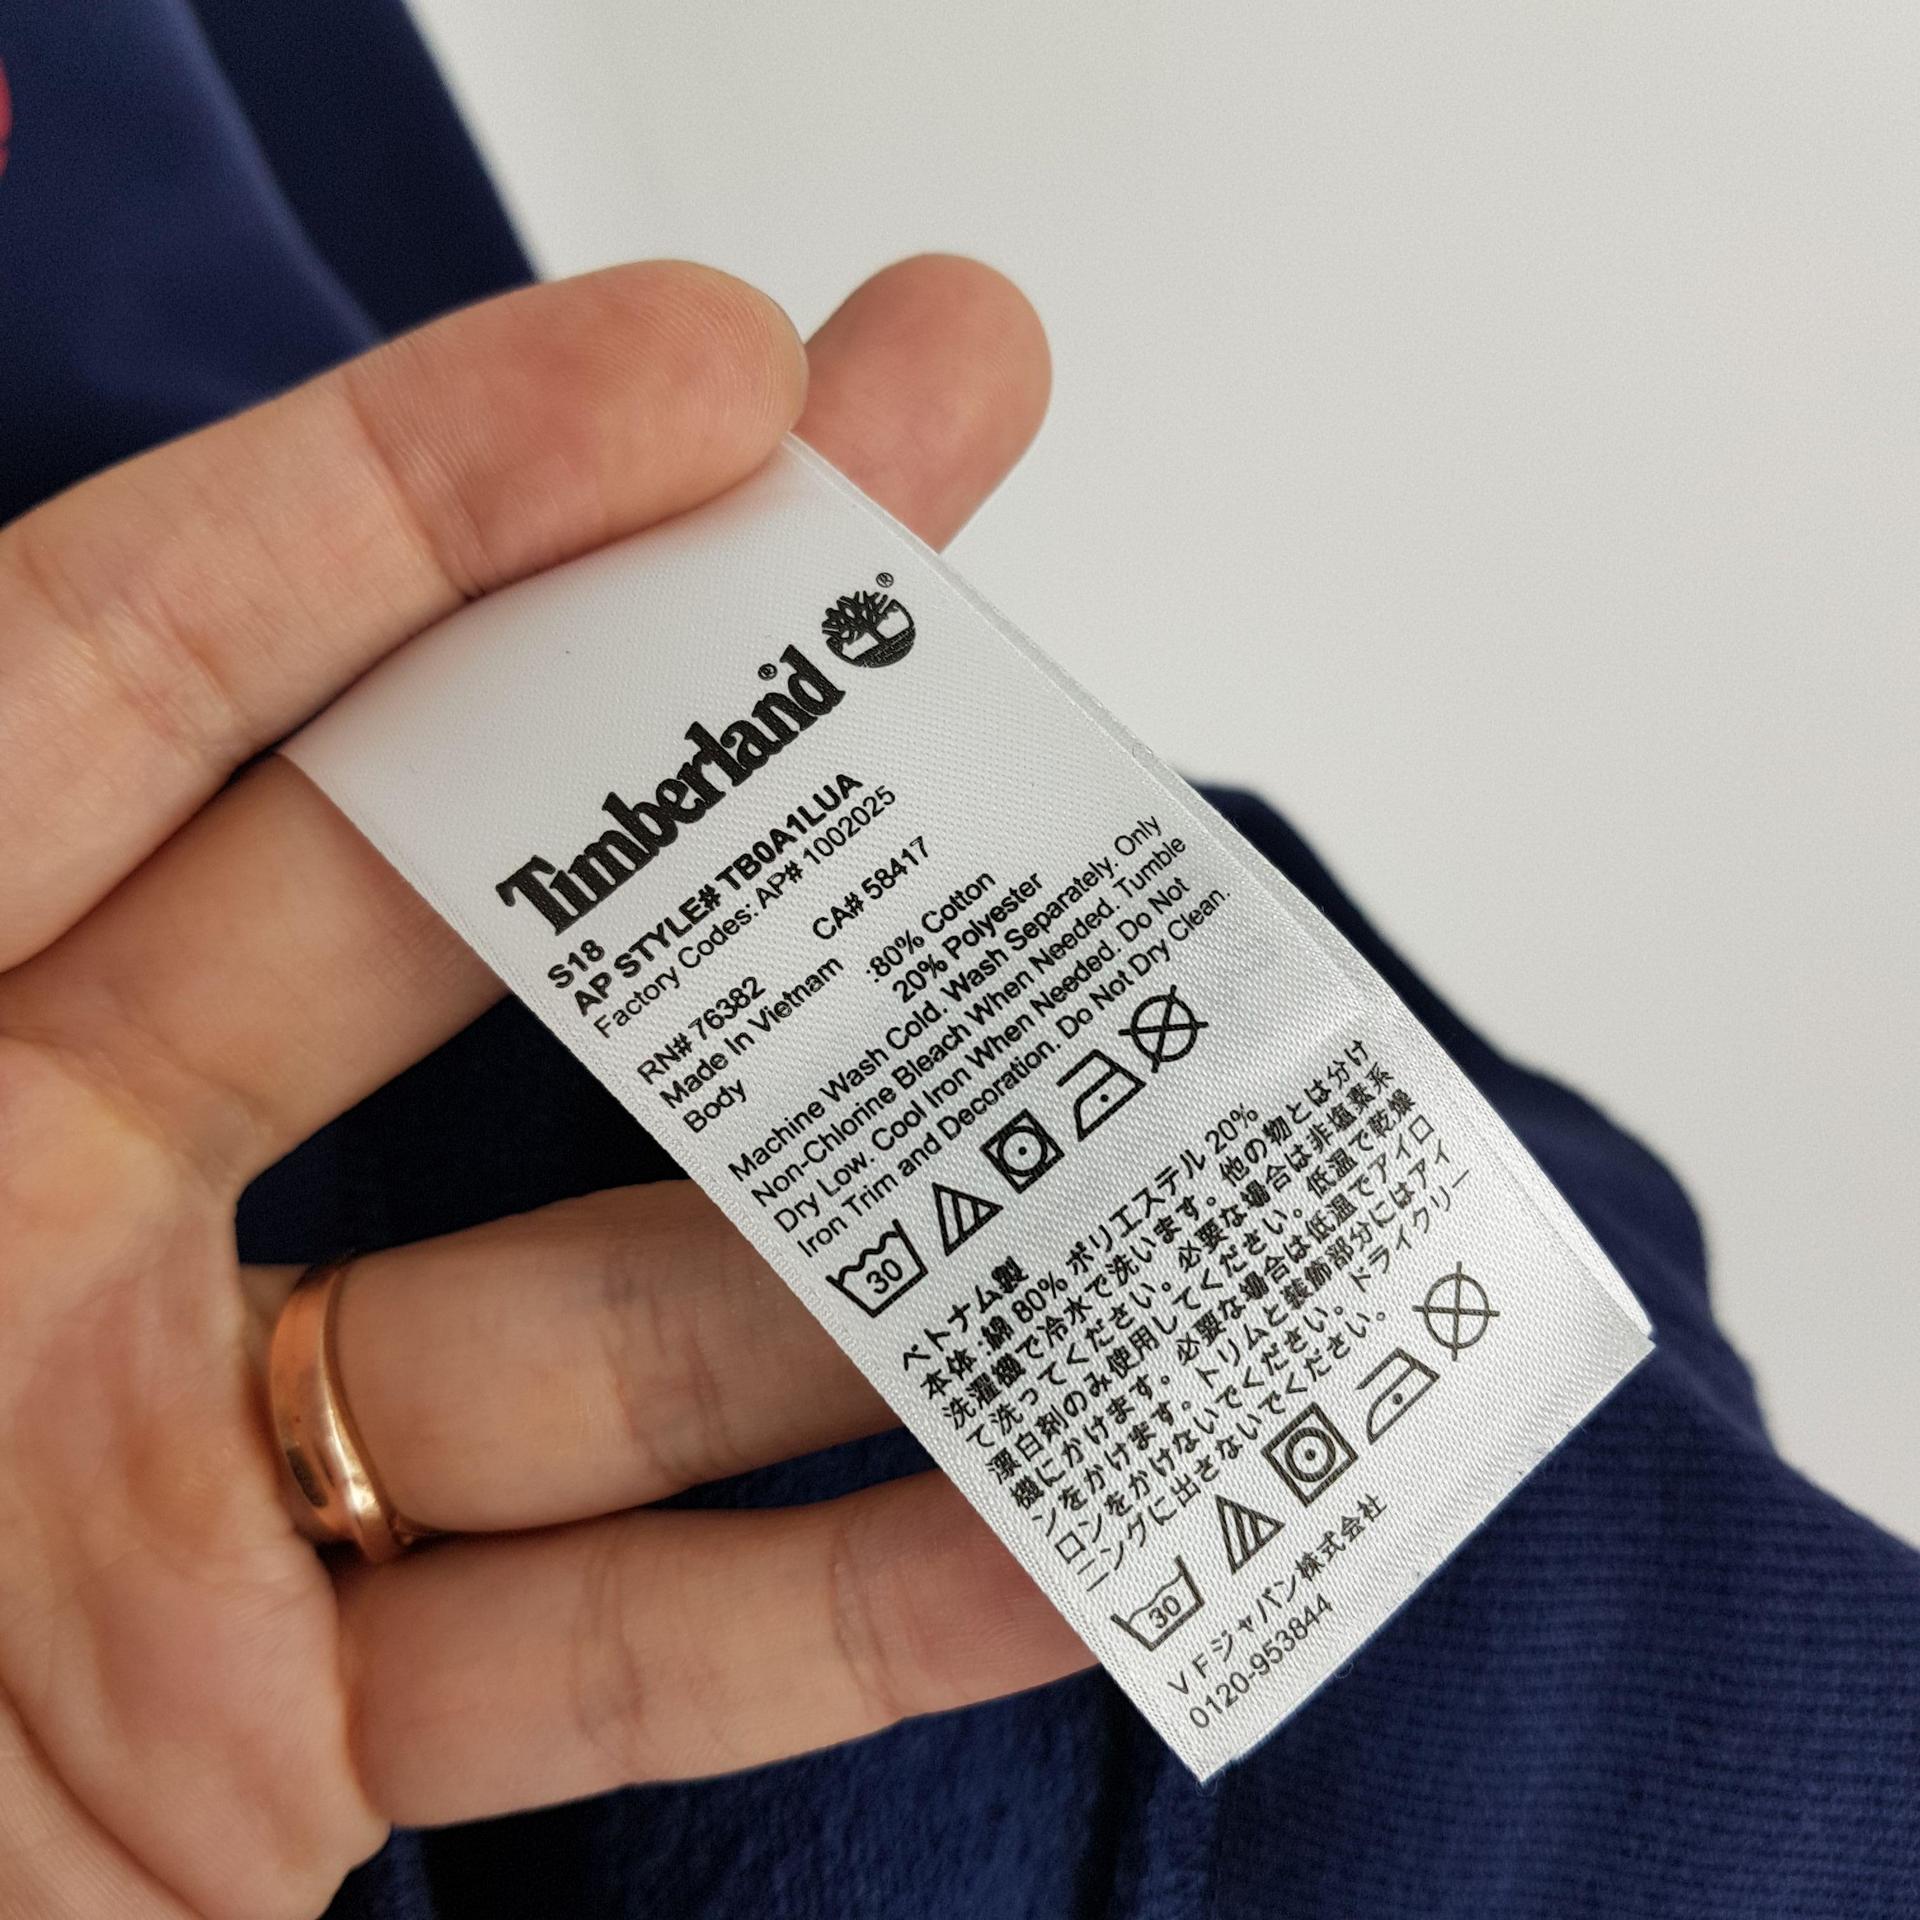 Timberland®
®
S18
AP STYLE# TB0A1LUA
Factory Codes: AP# 1002025
RN# 76382 CA# 58417
Made In Vietnam
Body :80% Cotton
20% Polyester
Machine Wash Cold. Wash Separately. Only
Non-Chlorine Bleach When Needed. Tumble
Dry Low. Cool Iron When Needed. Do Not
Iron Trim and Decoration. Do Not Dry Clean.
30
ベトナム製
本体:綿 80% ポリエステル 20%
洗濯機で冷水で洗います。他の物とは分け
て洗ってください。必要な場合は非塩素系
漂白剤のみ使用してください。低温で乾燥
機にかけます。必要な場合は低温でアイロ
ンをかけます。トリムと装飾部分にはアイ
ロンをかけないでください。ドライクリー
ニングに出さないでください。
30
VFジャパン株式会社
0120-953844